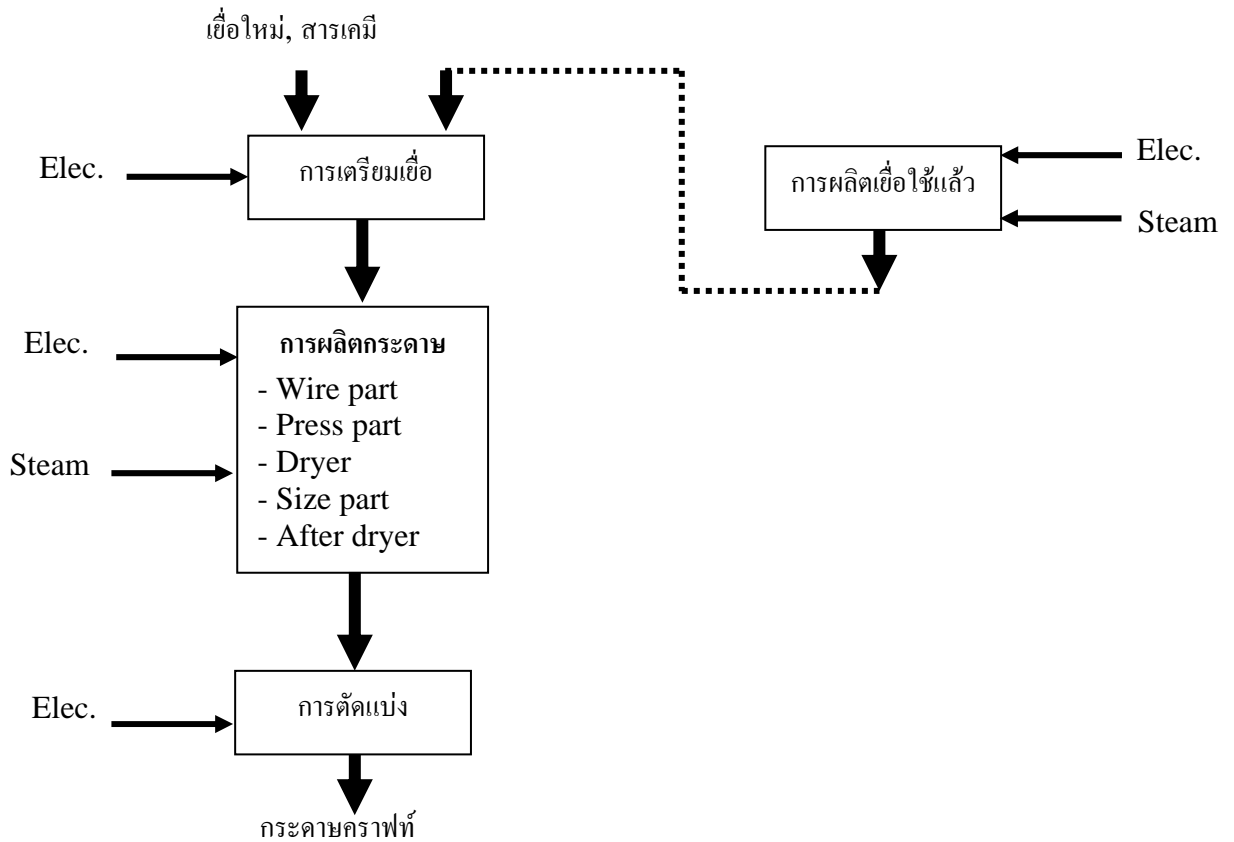 เยื่อใหม่, สารเคมี
Elec.
การเตรียมเยื่อ
การผลิตเยื่อใช้แล้ว
Elec.
Steam
Elec.
Steam
การผลิตกระดาษ
- Wire part
- Press part
- Dryer
- Size part
- After dryer
Elec.
การตัดแบ่ง
กระดาษคราฟท์